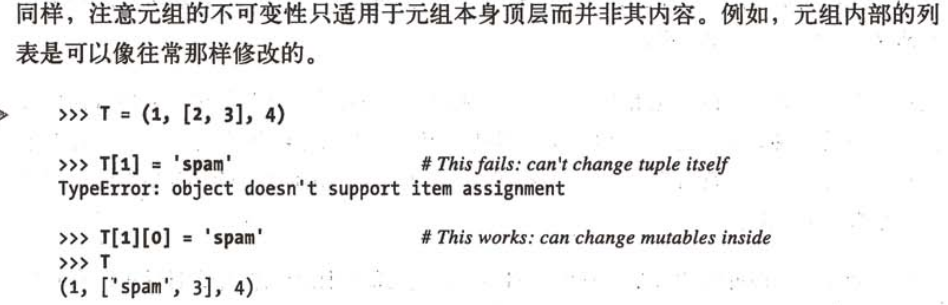 同样，注意元组的不可变性只适用于元组本身顶层而并非其内容。例如，元组内部的列
表是可以像往常那样修改的。
>>> T = (1, [2, 3], 4)
>>> T[1] = 'spam' # This fails: can't change tuple itself
TypeError: object doesn't support item assignment
>>> T[1][0] = 'spam' # This works: can change mutables inside
>>> T
(1, ['spam', 3], 4)